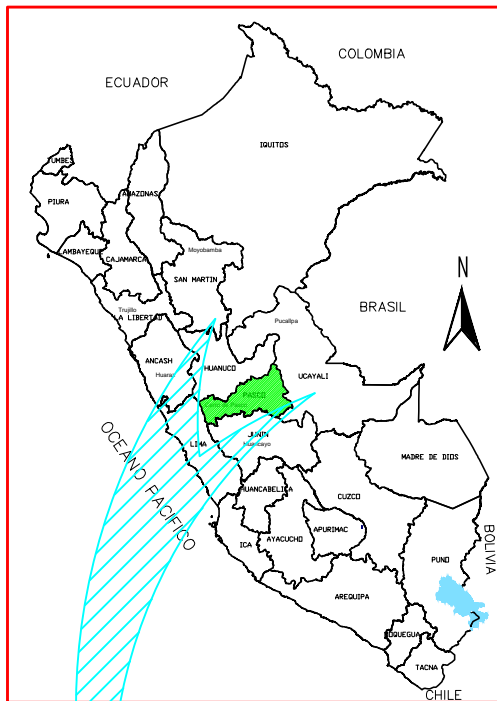 COLOMBIA
ECUADOR
IQUITOS
TUMBES
AMAZONAS
PIURA
LAMBAYEQUE
CAJAMARCA
Moyobamba
SAN MARTIN
N
Trujillo
LA LIBERTAD
BRASIL
Pucallpa
ANCASH
Huaraz
HUANUCO
UCAYALI
PASCO
LIMA
JUNIN
Huancayo
OCEANO PACIFICO
MADRE DE DIOS
HUANCABELICA
CUZCO
ICA
AYACUCHO
APURIMAC
BOLIVIA
PUNO
AREQUIPA
MOQUEGUA
TACNA
CHILE